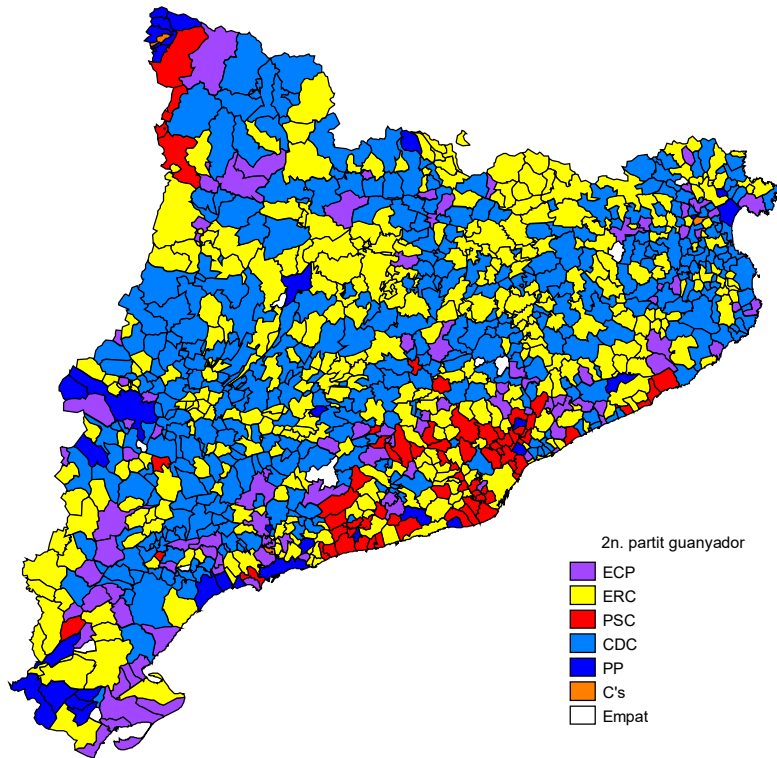 2n. partit guanyador
ECP
ERC
PSC
CDC
PP
C's
Empat